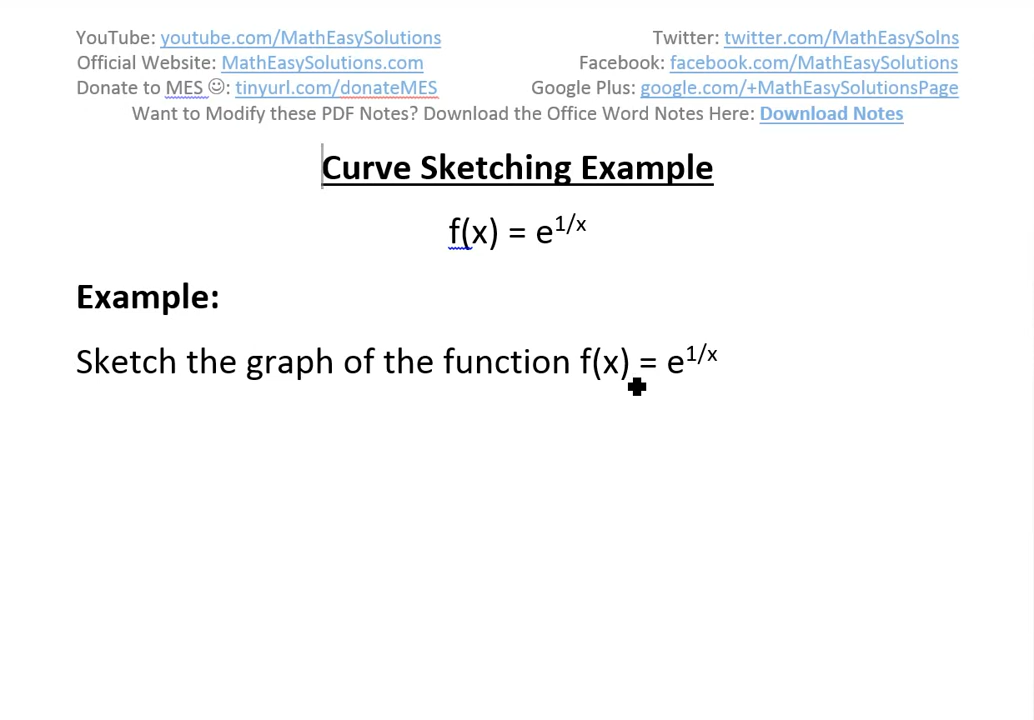 YouTube: youtube.com/MathEasySolutions Twitter: twitter.com/MathEasySolns
Official Website: MathEasySolutions.com Facebook: facebook.com/MathEasySolutions
Donate to MES ☺: tinyurl.com/donateMES Google Plus: google.com/+MathEasySolutionsPage
Want to Modify these PDF Notes? Download the Office Word Notes Here: Download Notes
Curve Sketching Example
f(x) = e^1/x
Example:
Sketch the graph of the function f(x) = e^1/x